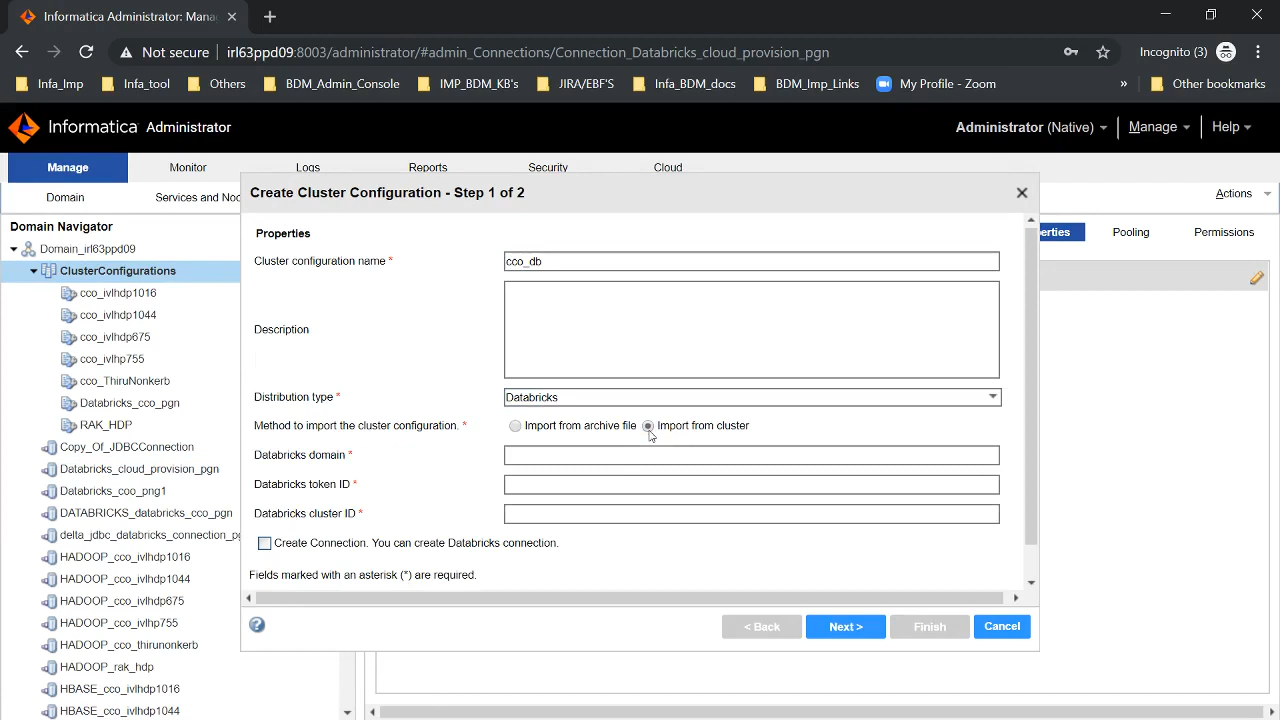 Informatica Administrator: Mana
Not secure irl63ppd09:8003/administrator/#admin_Connections/Connection_Databricks_cloud_provision_pgn
Incognito (3)
Infa_Imp Infa_tool Others BDM_Admin_Console IMP_BDM_KB's JIRA/EBF'S Infa_BDM_docs BDM_Imp_Links My Profile - Zoom » Other bookmarks
Informatica Administrator
Administrator (Native) Manage Help
Manage Monitor Logs Reports Security Cloud
Domain Services and Nod
Actions
Domain Navigator
Domain_irl63ppd09
ClusterConfigurations
cco_ivlhdp1016
cco_ivlhdp1044
cco_ivlhdp675
cco_ivlhp755
cco_ThiruNonkerb
Databricks_cco_pgn
RAK_HDP
Copy_Of_JDBCConnection
Databricks_cloud_provision_pgn
Databricks_coo_png1
DATABRICKS_databricks_cco_pgn
delta_jdbc_databricks_connection_pg
HADOOP_cco_ivlhdp1016
HADOOP_cco_ivlhdp1044
HADOOP_cco_ivlhdp675
HADOOP_cco_ivlhp755
HADOOP_cco_thirunonkerb
HADOOP_rak_hdp
HBASE_cco_ivlhdp1016
HBASE_cco_ivlhdp1044
Create Cluster Configuration - Step 1 of 2
Properties
Cluster configuration name * cco_db
Description
Distribution type * Databricks
Method to import the cluster configuration. * Import from archive file Import from cluster
Databricks domain *
Databricks token ID *
Databricks cluster ID *
Create Connection. You can create Databricks connection.
Fields marked with an asterisk (*) are required.
< Back Next > Finish Cancel
erties Pooling Permissions